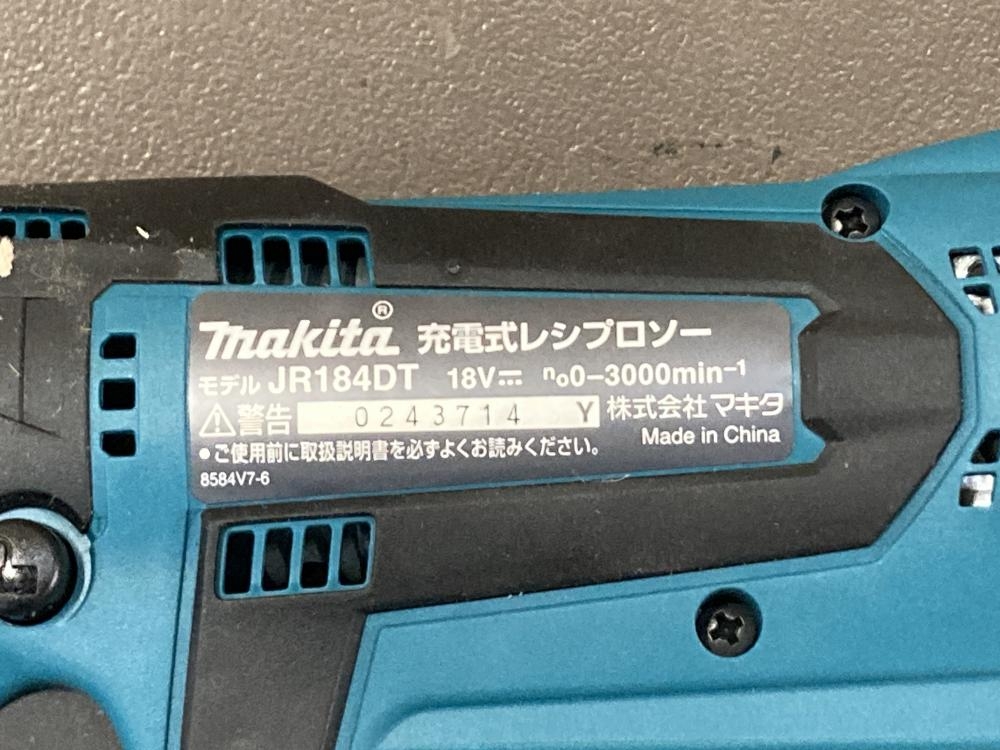 makita® 充電式レシプロソー
モデル JR184DT 18V⎓ n₀0-3000min⁻¹
⚠警告 0243714 Y 株式会社マキタ
●ご使用前に取扱説明書を必ずよくお読みください。 Made in China
8584V7-6